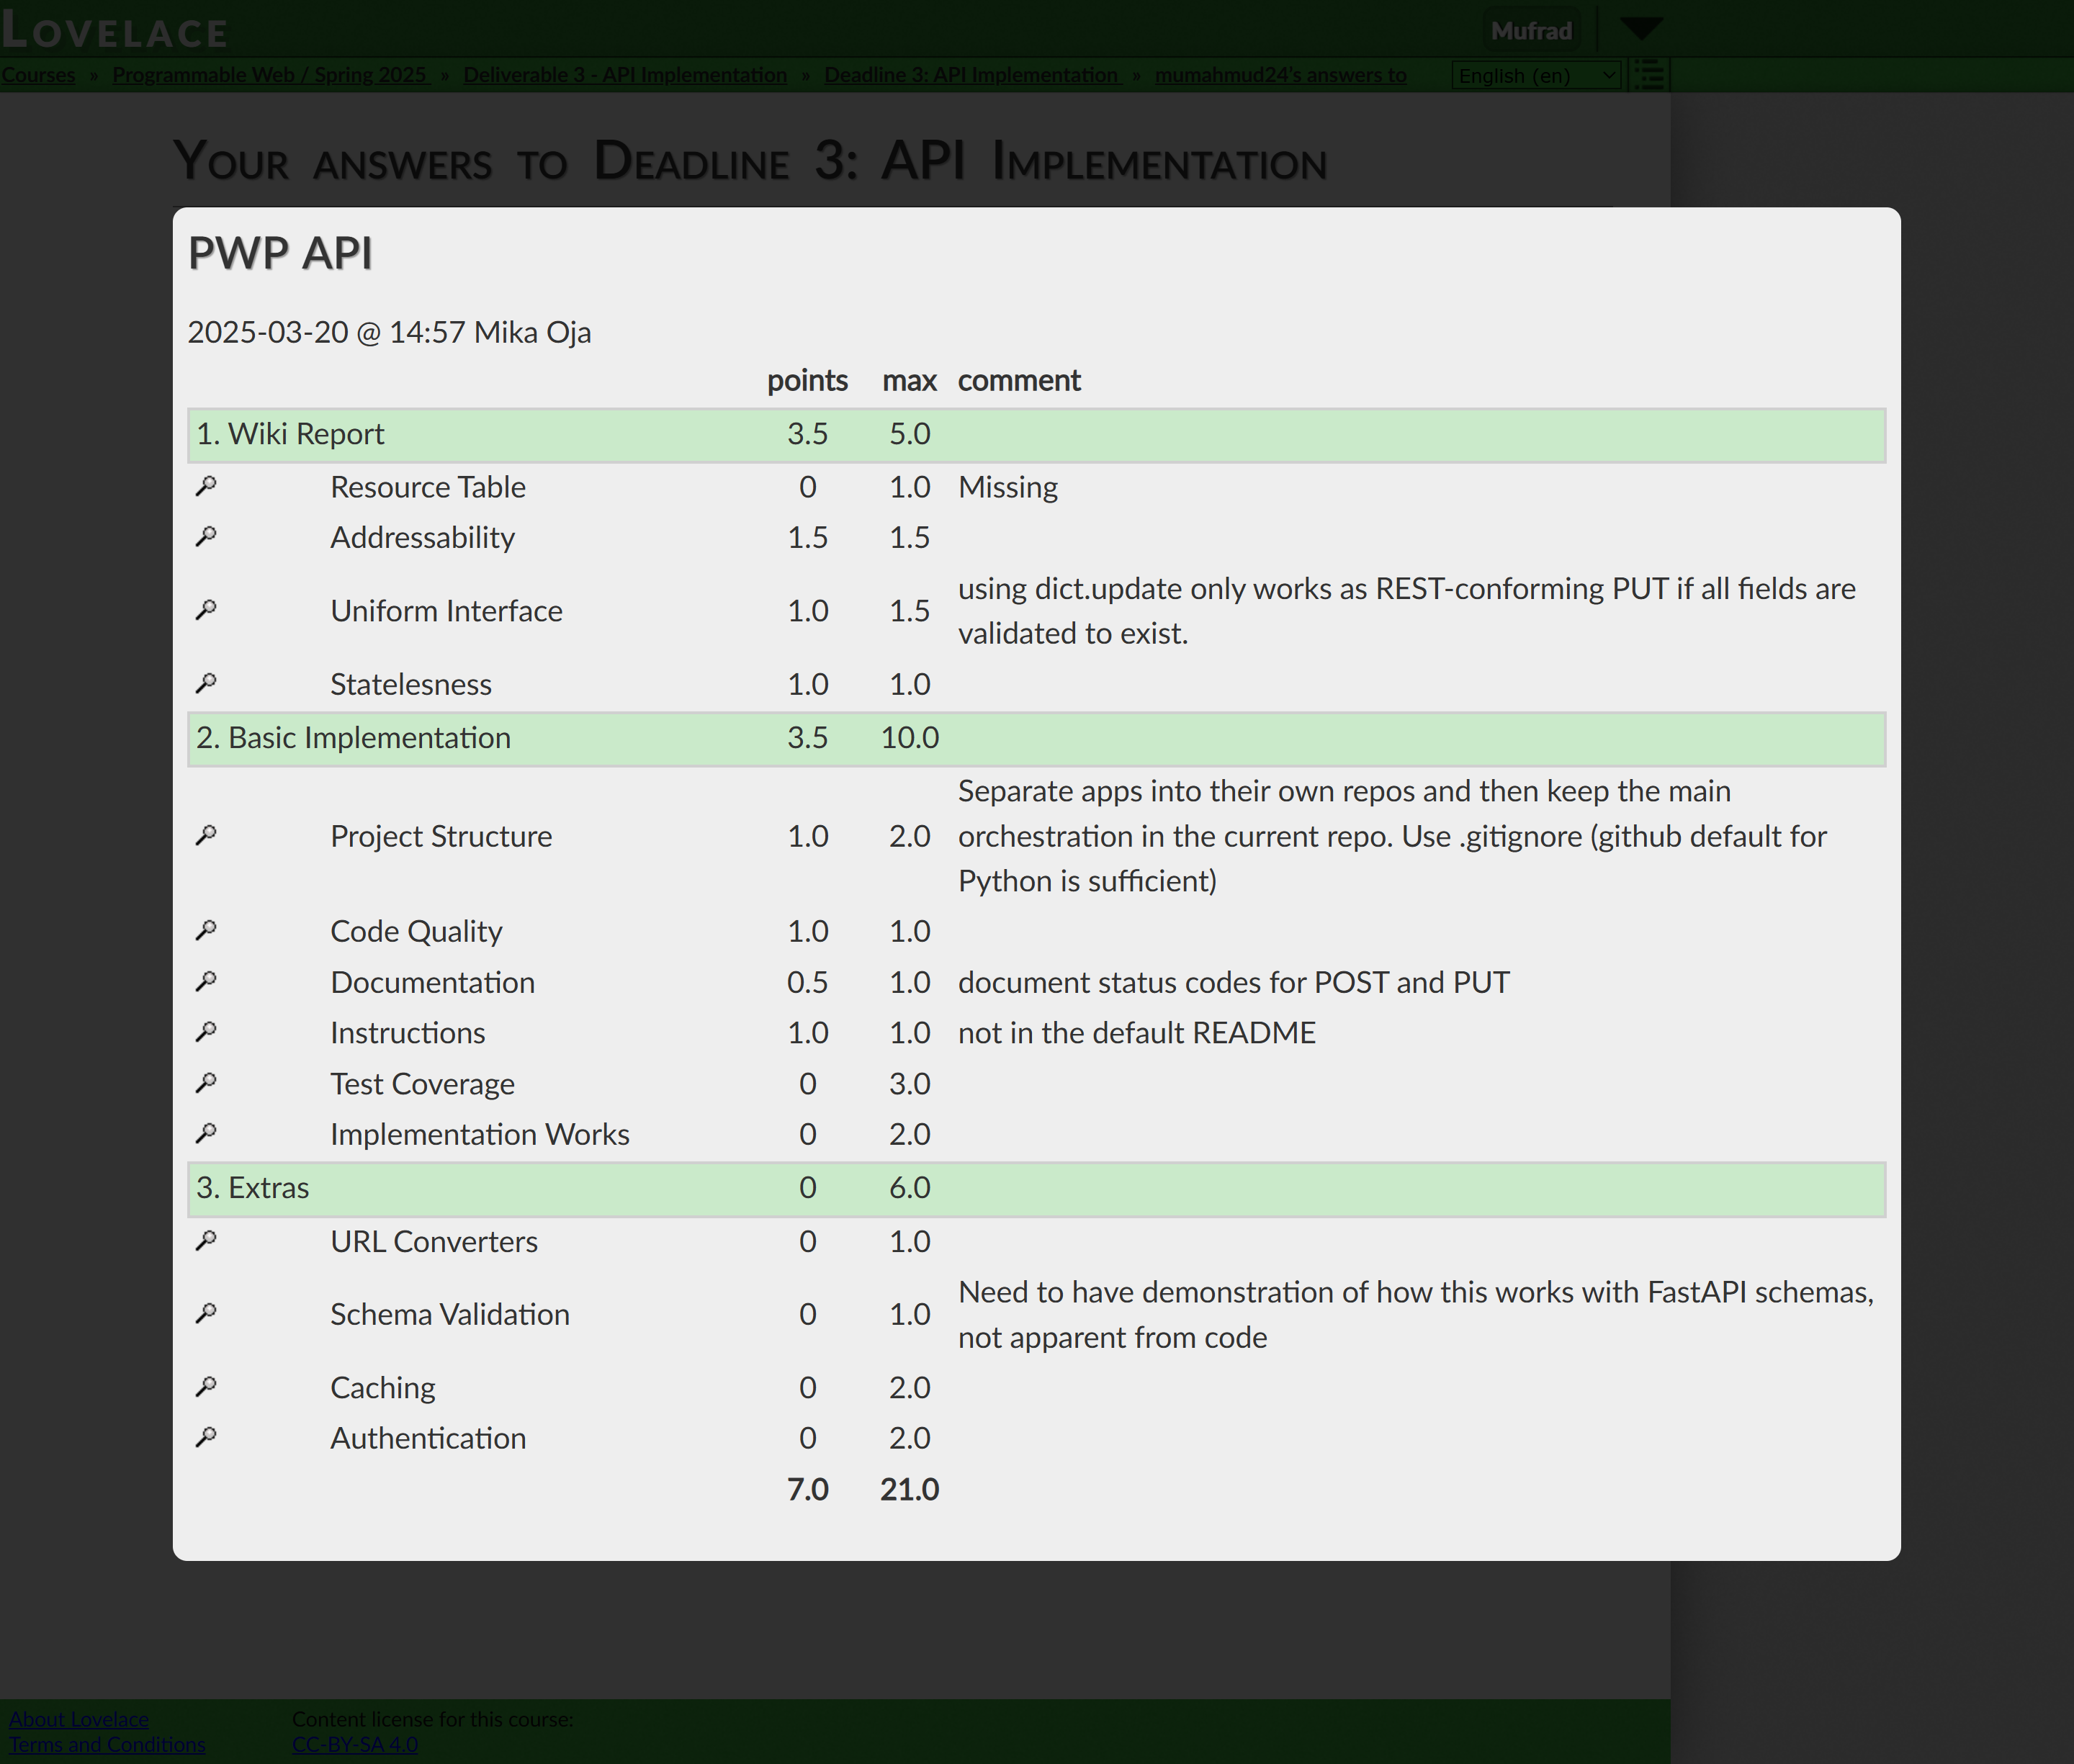 LOVELACE
Mufrad
Courses » Programmable Web / Spring 2025 » Deliverable 3 - API Implementation » Deadline 3: API Implementation » mumahmud24's answers to
English (en)
YOUR ANSWERS TO DEADLINE 3: API IMPLEMENTATION
PWP API
2025-03-20 @ 14:57 Mika Oja
points max comment
1. Wiki Report 3.5 5.0
Resource Table 0 1.0 Missing
Addressability 1.5 1.5
Uniform Interface 1.0 1.5 using dict.update only works as REST-conforming PUT if all fields are
validated to exist.
Statelesness 1.0 1.0
2. Basic Implementation 3.5 10.0
Project Structure 1.0 2.0 Separate apps into their own repos and then keep the main
orchestration in the current repo. Use .gitignore (github default for
Python is sufficient)
Code Quality 1.0 1.0
Documentation 0.5 1.0 document status codes for POST and PUT
Instructions 1.0 1.0 not in the default README
Test Coverage 0 3.0
Implementation Works 0 2.0
3. Extras 0 6.0
URL Converters 0 1.0
Schema Validation 0 1.0 Need to have demonstration of how this works with FastAPI schemas,
not apparent from code
Caching 0 2.0
Authentication 0 2.0
7.0 21.0
About Lovelace
Terms and Conditions
Content license for this course:
CC-BY-SA 4.0